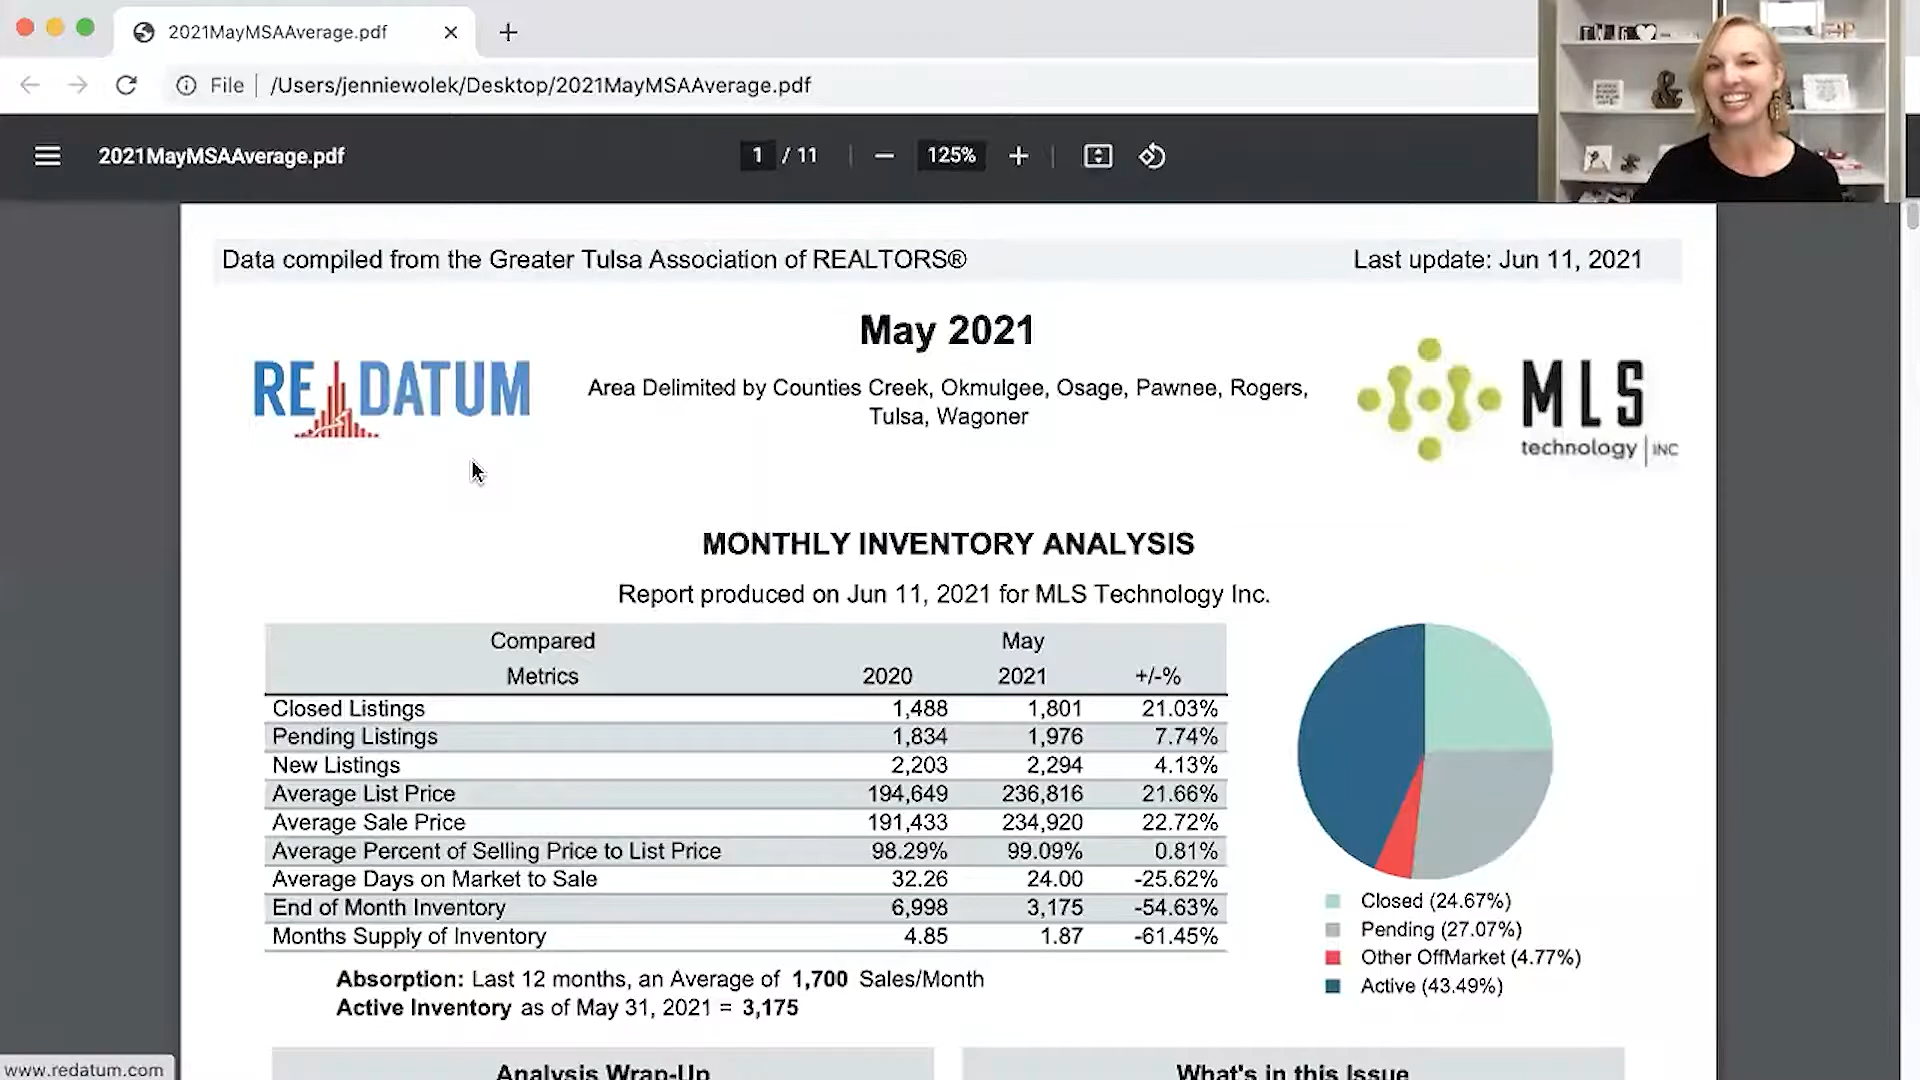 2021MayMSAAverage.pdf
File | /Users/jenniewolek/Desktop/2021MayMSAAverage.pdf
2021MayMSAAverage.pdf
1 / 11
125%
&
Data compiled from the Greater Tulsa Association of REALTORS® Last update: Jun 11, 2021
May 2021
RE DATUM
Area Delimited by Counties Creek, Okmulgee, Osage, Pawnee, Rogers,
Tulsa, Wagoner
MLS
technology | INC
MONTHLY INVENTORY ANALYSIS
Report produced on Jun 11, 2021 for MLS Technology Inc.
Compared May
Metrics 2020 2021 +/-%
Closed Listings 1,488 1,801 21.03%
Pending Listings 1,834 1,976 7.74%
New Listings 2,203 2,294 4.13%
Average List Price 194,649 236,816 21.66%
Average Sale Price 191,433 234,920 22.72%
Average Percent of Selling Price to List Price 98.29% 99.09% 0.81%
Average Days on Market to Sale 32.26 24.00 -25.62%
End of Month Inventory 6,998 3,175 -54.63%
Months Supply of Inventory 4.85 1.87 -61.45%
Absorption: Last 12 months, an Average of 1,700 Sales/Month
Active Inventory as of May 31, 2021 = 3,175
Closed (24.67%)
Pending (27.07%)
Other OffMarket (4.77%)
Active (43.49%)
Analysis Wrap-Up
What's in this Issue
www.redatum.com